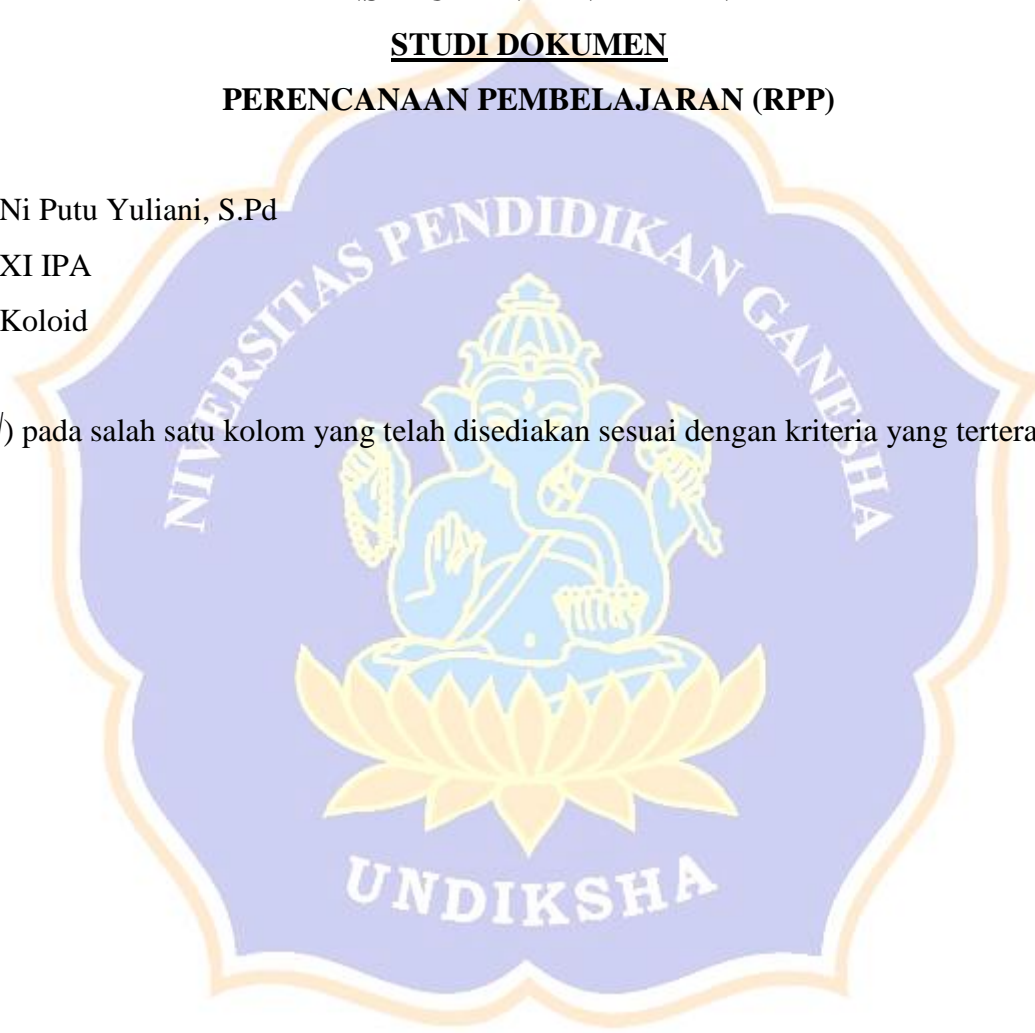 STUDI DOKUMEN
PERENCANAAN PEMBELAJARAN (RPP)
Ni Putu Yuliani, S.Pd
XI IPA
Koloid
) pada salah satu kolom yang telah disediakan sesuai dengan kriteria yang tertera
NIVERSITAS PENDIDIKAN GANESHA
UNDIKSHA